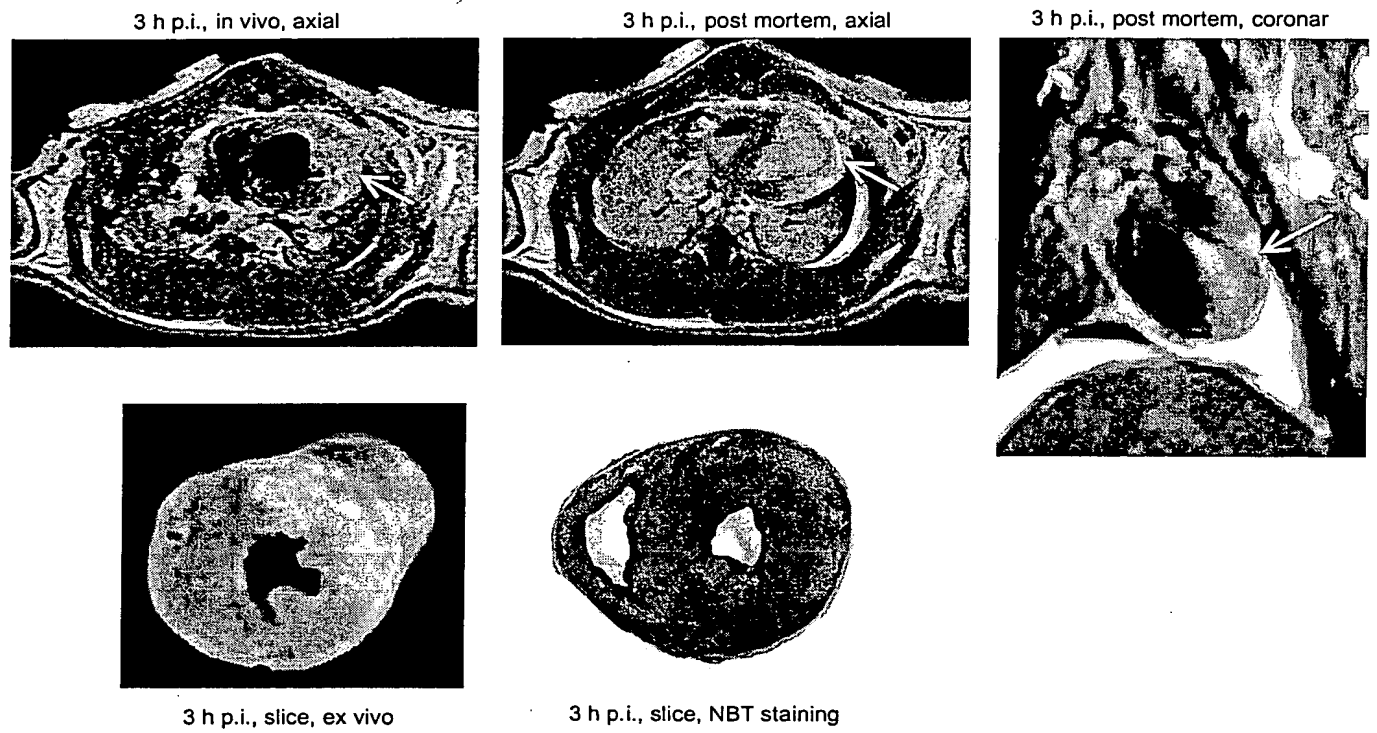 3 h p.i., in vivo, axial
3 h p.i., post mortem, axial
3 h p.i., post mortem, coronar
3 h p.i., slice, ex vivo
3 h p.i., slice, NBT staining